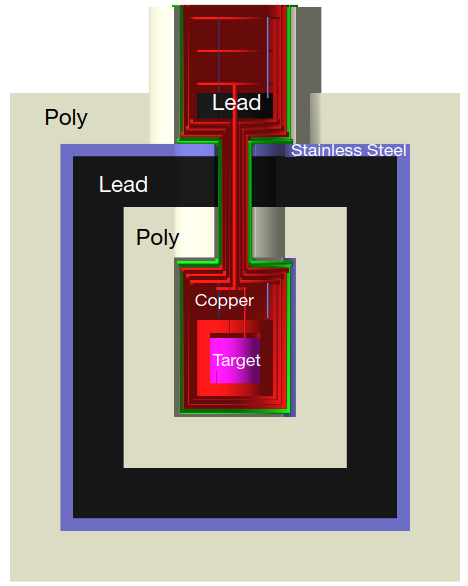 Lead
Poly
Stainless Steel
Lead
Poly
Copper
Target